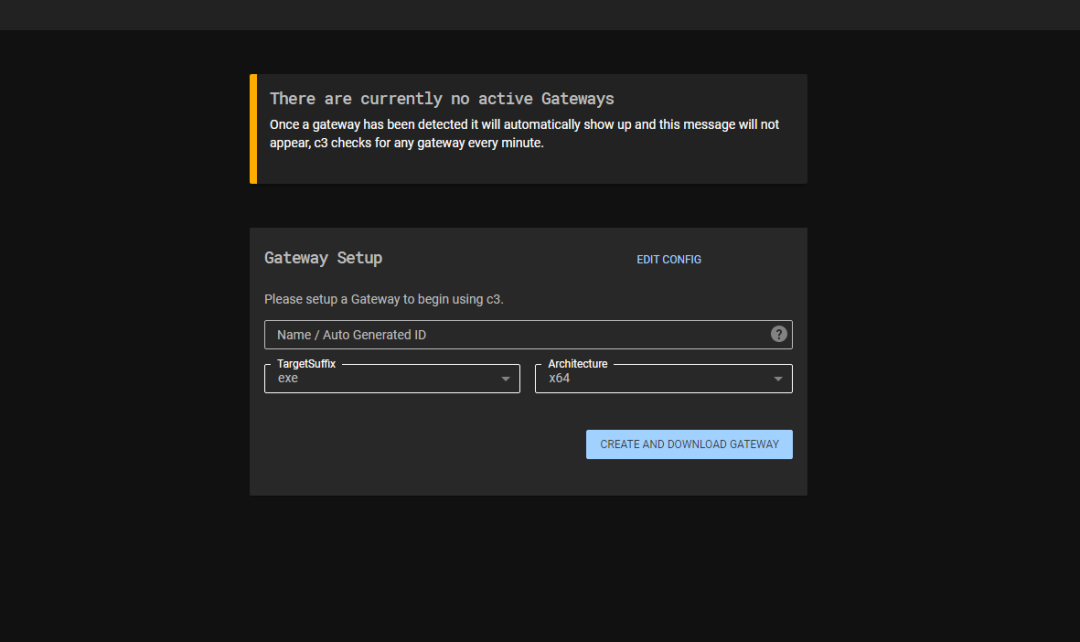 There are currently no active Gateways
Once a gateway has been detected it will automatically show up and this message will not
appear, c3 checks for any gateway every minute.
Gateway Setup
EDIT CONFIG
Please setup a Gateway to begin using c3.
Name / Auto Generated ID
?
TargetSuffix
exe
Architecture
x64
CREATE AND DOWNLOAD GATEWAY